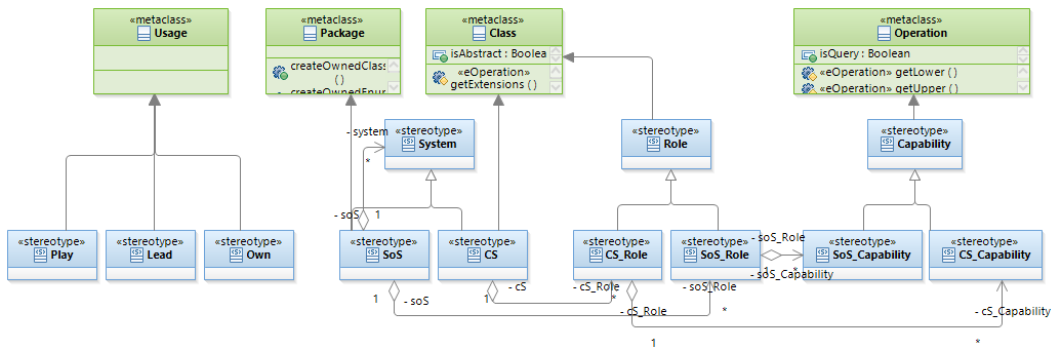 «metaclass»
Usage
«metaclass»
Package
createOwnedClass
( )
createOwnedEnum
«metaclass»
Class
isAbstract : Boolea
«eOperation»
getExtensions ( )
«metaclass»
Operation
isQuery : Boolean
«eOperation» getLower ( )
«eOperation» getUpper ( )
- system
*
«stereotype»
System
«stereotype»
Role
«stereotype»
Capability
- soS
1
«stereotype»
Play
«stereotype»
Lead
«stereotype»
Own
«stereotype»
SoS
«stereotype»
CS
«stereotype»
CS_Role
«stereotype»
SoS_Role
- soS_Role
1
*
- soS_Capability
«stereotype»
SoS_Capability
«stereotype»
CS_Capability
1
- soS
1
- cS
- cS_Role
*
- cS_Role
1
- soS_Role
*
- cS_Capability
*